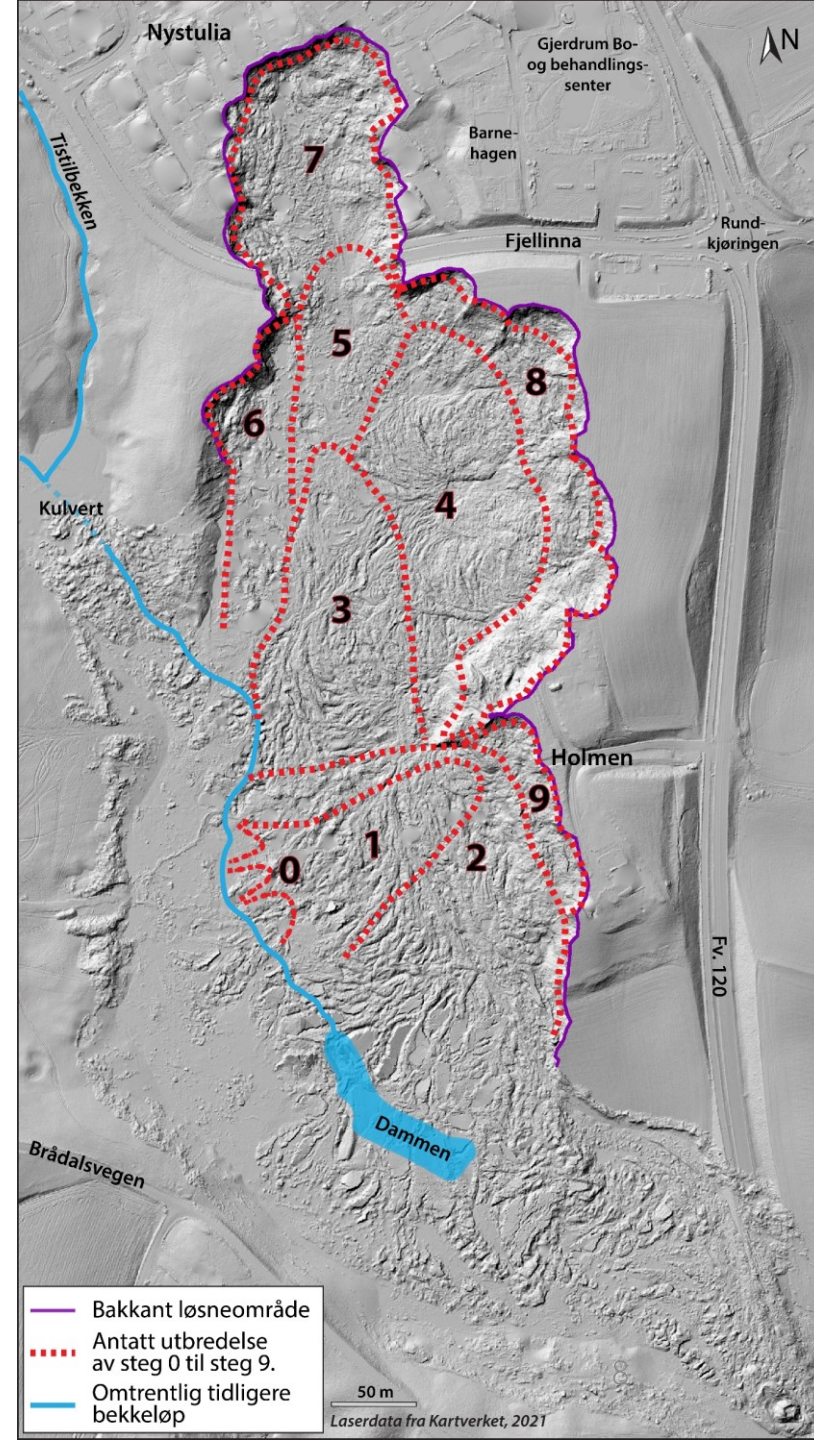 Nystulia
Gjerdrum Bo-
og behandlings-
senter
N
Barne-
hagen
Tistilbekken
7
Fjellinna
Rund-
kjøringen
5
8
6
4
Kulvert
3
Holmen
9
1
2
0
Fv. 120
Dammen
Brådalsvegen
Bakkant løsneområde
Antatt utbredelse
av steg 0 til steg 9.
Omtrentlig tidligere
bekkeløp
50 m
Laserdata fra Kartverket, 2021